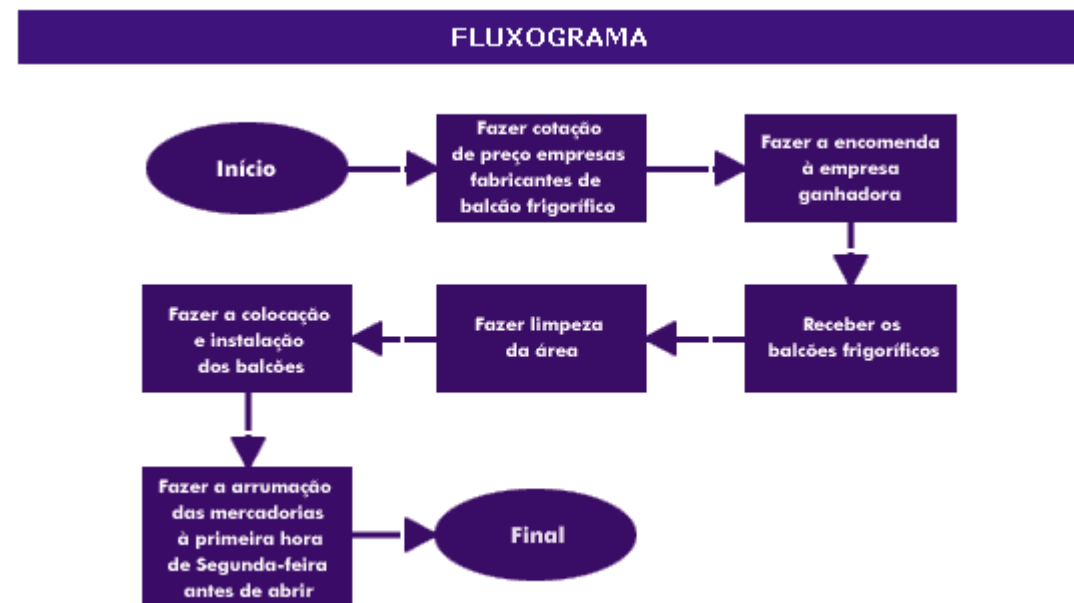 FLUXOGRAMA
Início
Fazer cotação
de preço empresas
fabricantes de
balcão frigorífico
Fazer a encomenda
à empresa
ganhadora
Receber os
balcões frigoríficos
Fazer limpeza
da área
Fazer a colocação
e instalação
dos balcões
Fazer a arrumação
das mercadorias
à primeira hora
de Segunda-feira
antes de abrir
Final